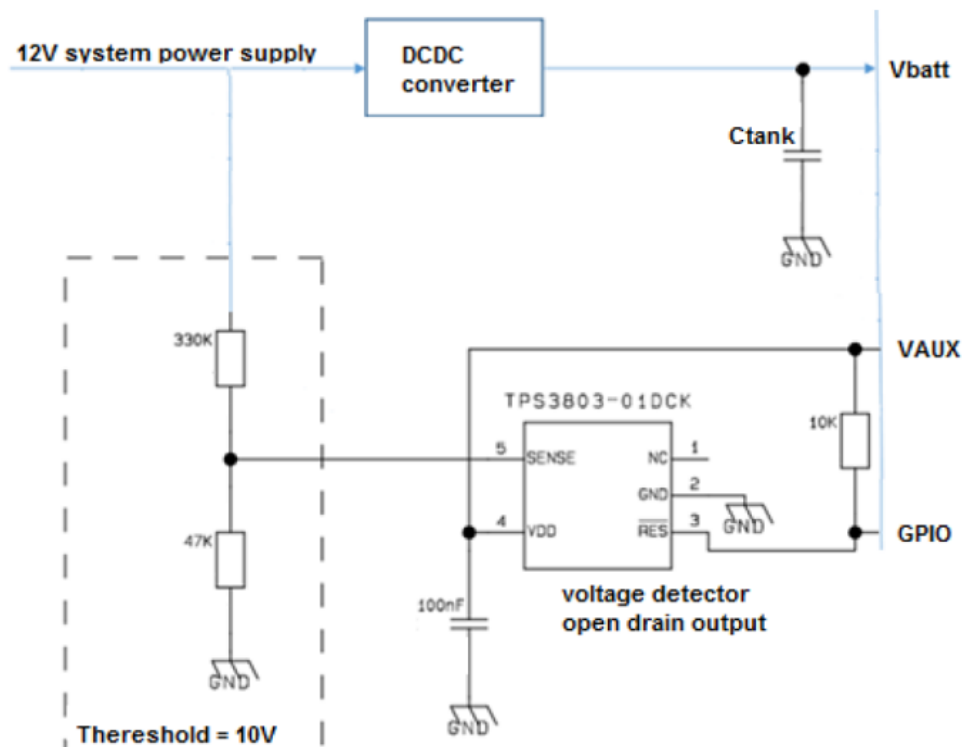 12V system power supply
DCDC
converter
Vbatt
Ctank
GND
330K
VAUX
TPS3803-01DCK
10K
5
SENSE
NC
1
GND
2
GND
47K
4
VDD
RES
3
GPIO
100nF
voltage detector
open drain output
GND
GND
Thereshold = 10V